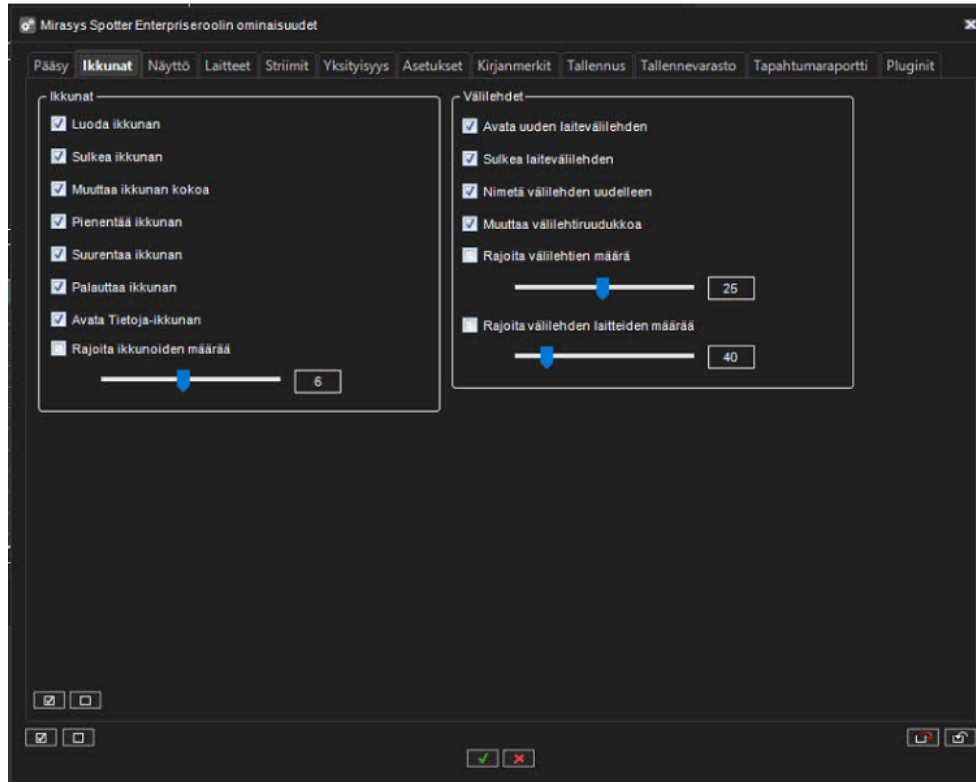 Mirasys Spotter Enterpriseroolin ominaisuudet
Pääsy Ikkunat Näyttö Laitteet Striimit Yksityisyys Asetukset Kirjanmerkit Tallennus Tallennevarasto Tapahtumaraportti Pluginit
Ikkunat
Luoda ikkunan
Sulkea ikkunan
Muuttaa ikkunan kokoa
Pienentää ikkunan
Suurentaa ikkunan
Palauttaa ikkunan
Avata Tietoja-ikkunan
Rajoita ikkunoiden määrää
6
Välilehdet
Avata uuden laitevälilehden
Sulkea laitevälilehden
Nimetä välilehden uudelleen
Muuttaa välilehtiruudukkoa
Rajoita välilehtien määrä
25
Rajoita välilehden laitteiden määrää
40